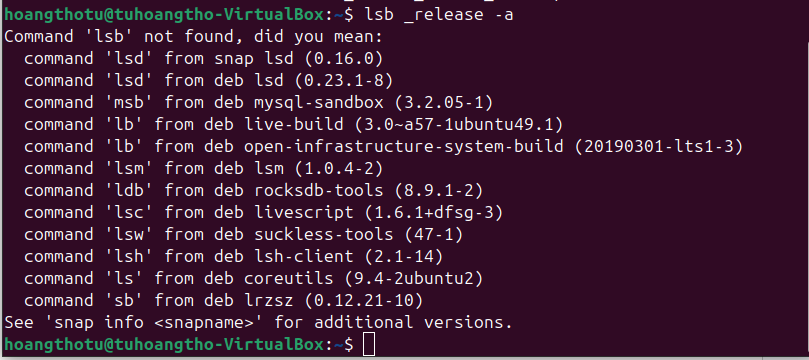 hoangthotu@tuhoangtho-VirtualBox:~$ lsb _release -a
Command 'lsb' not found, did you mean:
  command 'lsd' from snap lsd (0.16.0)
  command 'lsd' from deb lsd (0.23.1-8)
  command 'msb' from deb mysql-sandbox (3.2.05-1)
  command 'lb' from deb live-build (3.0~a57-1ubuntu49.1)
  command 'lb' from deb open-infrastructure-system-build (20190301-lts1-3)
  command 'lsm' from deb lsm (1.0.4-2)
  command 'ldb' from deb rocksdb-tools (8.9.1-2)
  command 'lsc' from deb livescript (1.6.1+dfsg-3)
  command 'lsw' from deb suckless-tools (47-1)
  command 'lsh' from deb lsh-client (2.1-14)
  command 'ls' from deb coreutils (9.4-2ubuntu2)
  command 'sb' from deb lrzsz (0.12.21-10)
See 'snap info <snapname>' for additional versions.
hoangthotu@tuhoangtho-VirtualBox:~$